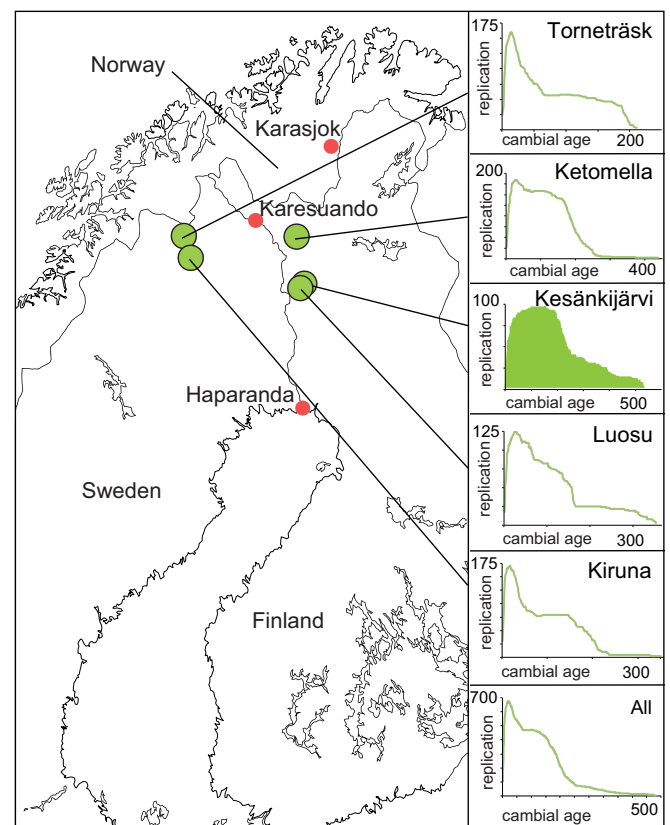 Norway
Karasjok
Karesuando
Haparanda
Sweden
Finland
175
Torneträsk
replication
cambial age
200
200
Ketomella
replication
cambial age
400
100
Kesänkijärvi
replication
cambial age
500
125
Luosu
replication
cambial age
300
175
Kiruna
replication
cambial age
300
700
All
replication
cambial age
500